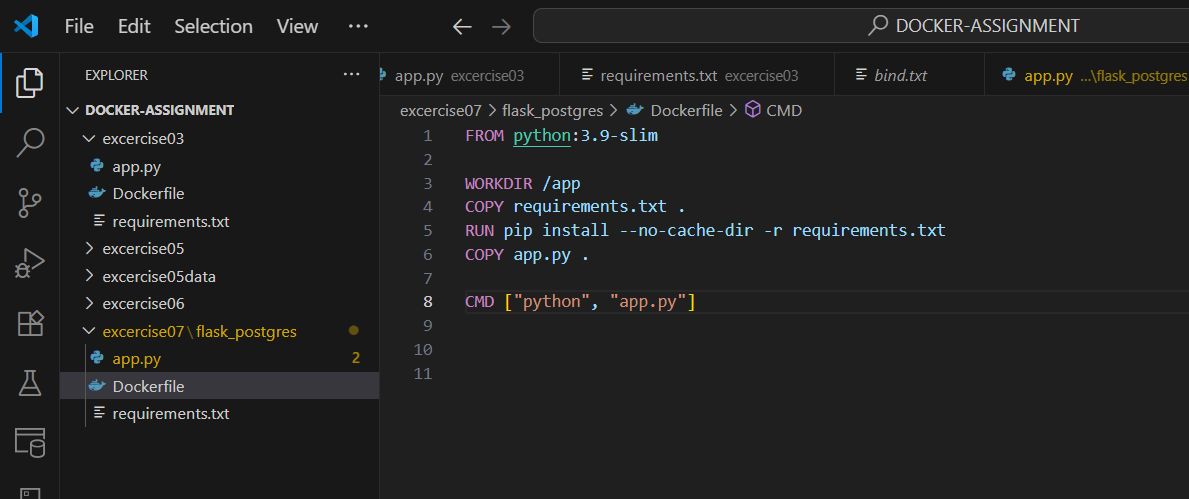 File Edit Selection View ···
DOCKER-ASSIGNMENT
EXPLORER ···
DOCKER-ASSIGNMENT
excercise03
app.py
Dockerfile
requirements.txt
excercise05
excercise05data
excercise06
excercise07\flask_postgres
app.py 2
Dockerfile
requirements.txt
app.py excercise03
requirements.txt excercise03
bind.txt
app.py ...\flask_postgres
excercise07 > flask_postgres > Dockerfile > CMD
1 FROM python:3.9-slim
2
3 WORKDIR /app
4 COPY requirements.txt .
5 RUN pip install --no-cache-dir -r requirements.txt
6 COPY app.py .
7
8 CMD ["python", "app.py"]
9
10
11